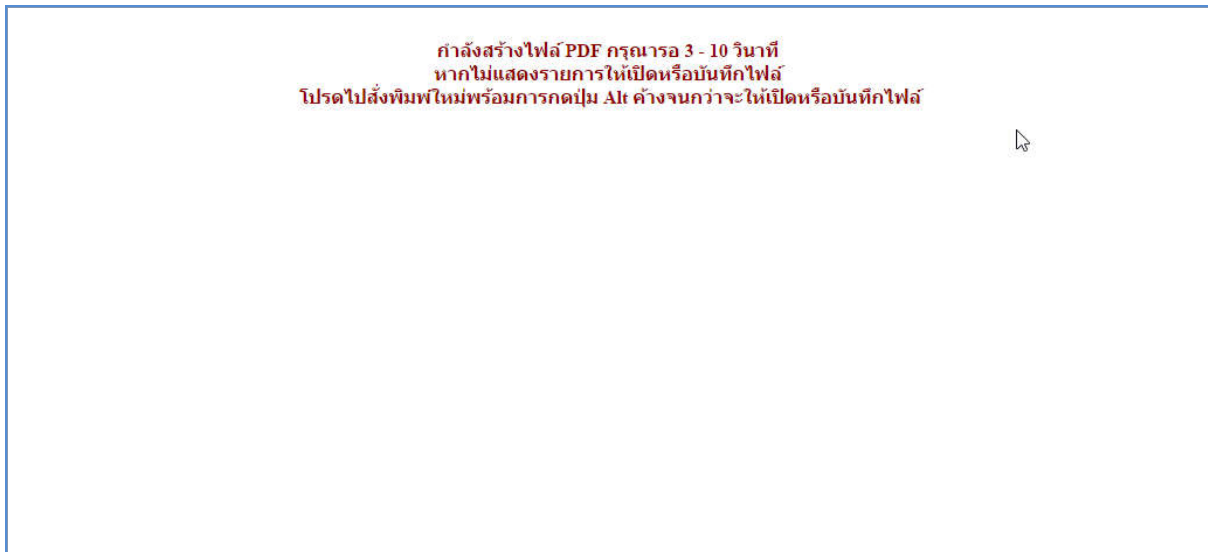 กำลังสร้างไฟล์ PDF กรุณารอ 3 - 10 วินาที
หากไม่แสดงรายการให้เปิดหรือบันทึกไฟล์
โปรดไปสั่งพิมพ์ใหม่พร้อมการกดปุ่ม Alt ค้างจนกว่าจะให้เปิดหรือบันทึกไฟล์